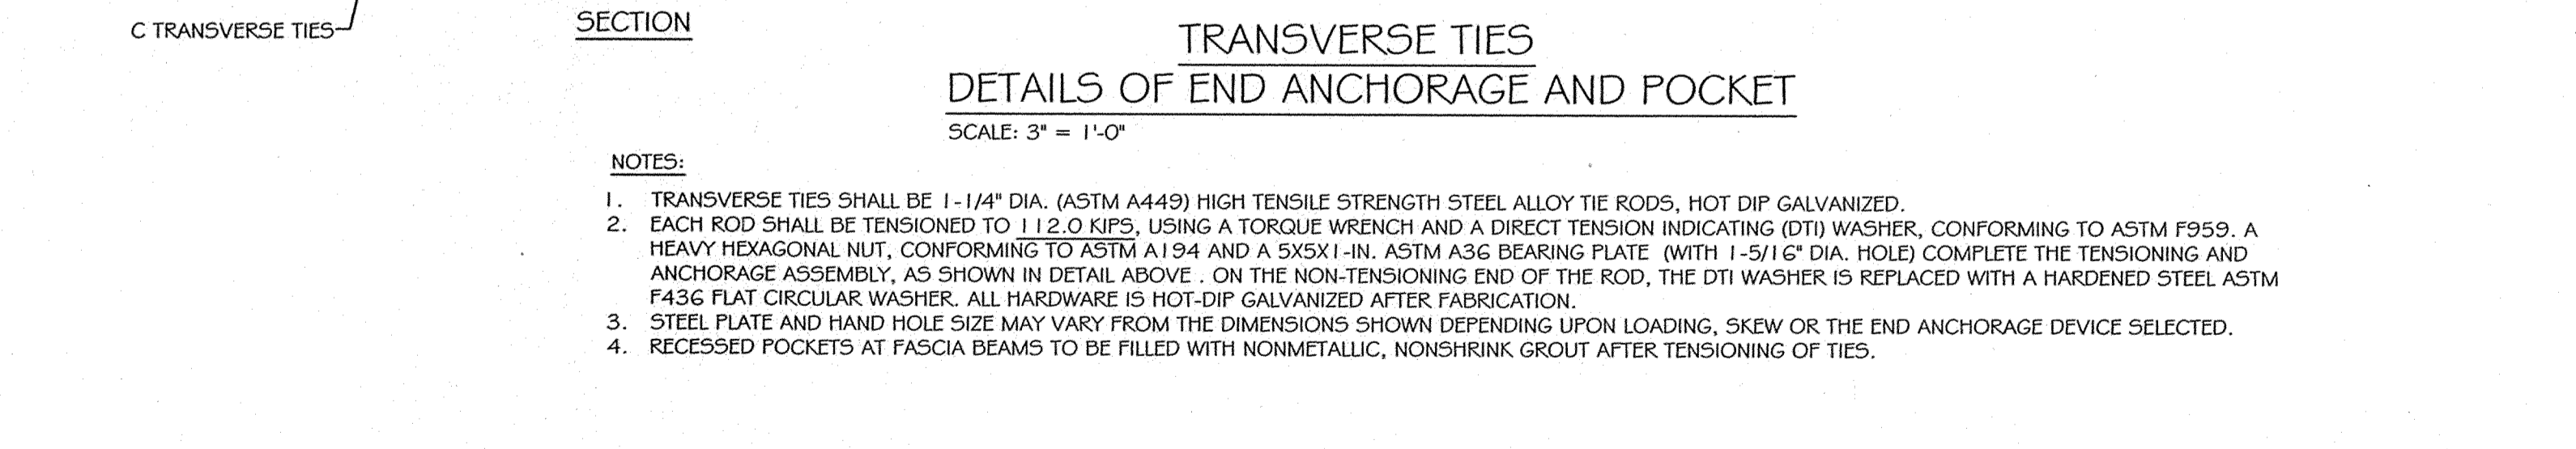 C TRANSVERSE TIES
SECTION
TRANSVERSE TIES
DETAILS OF END ANCHORAGE AND POCKET
SCALE: 3" = 1'-0"
NOTES:
1. TRANSVERSE TIES SHALL BE 1-1/4" DIA. (ASTM A449) HIGH TENSILE STRENGTH STEEL ALLOY TIE RODS, HOT DIP GALVANIZED.
2. EACH ROD SHALL BE TENSIONED TO 112.0 KIPS, USING A TORQUE WRENCH AND A DIRECT TENSION INDICATING (DTI) WASHER, CONFORMING TO ASTM F959. A
HEAVY HEXAGONAL NUT, CONFORMING TO ASTM A194 AND A 5X5X1-IN. ASTM A36 BEARING PLATE (WITH 1-5/16" DIA. HOLE) COMPLETE THE TENSIONING AND
ANCHORAGE ASSEMBLY, AS SHOWN IN DETAIL ABOVE . ON THE NON-TENSIONING END OF THE ROD, THE DTI WASHER IS REPLACED WITH A HARDENED STEEL ASTM
F436 FLAT CIRCULAR WASHER. ALL HARDWARE IS HOT-DIP GALVANIZED AFTER FABRICATION.
3. STEEL PLATE AND HAND HOLE SIZE MAY VARY FROM THE DIMENSIONS SHOWN DEPENDING UPON LOADING, SKEW OR THE END ANCHORAGE DEVICE SELECTED.
4. RECESSED POCKETS AT FASCIA BEAMS TO BE FILLED WITH NONMETALLIC, NONSHRINK GROUT AFTER TENSIONING OF TIES.